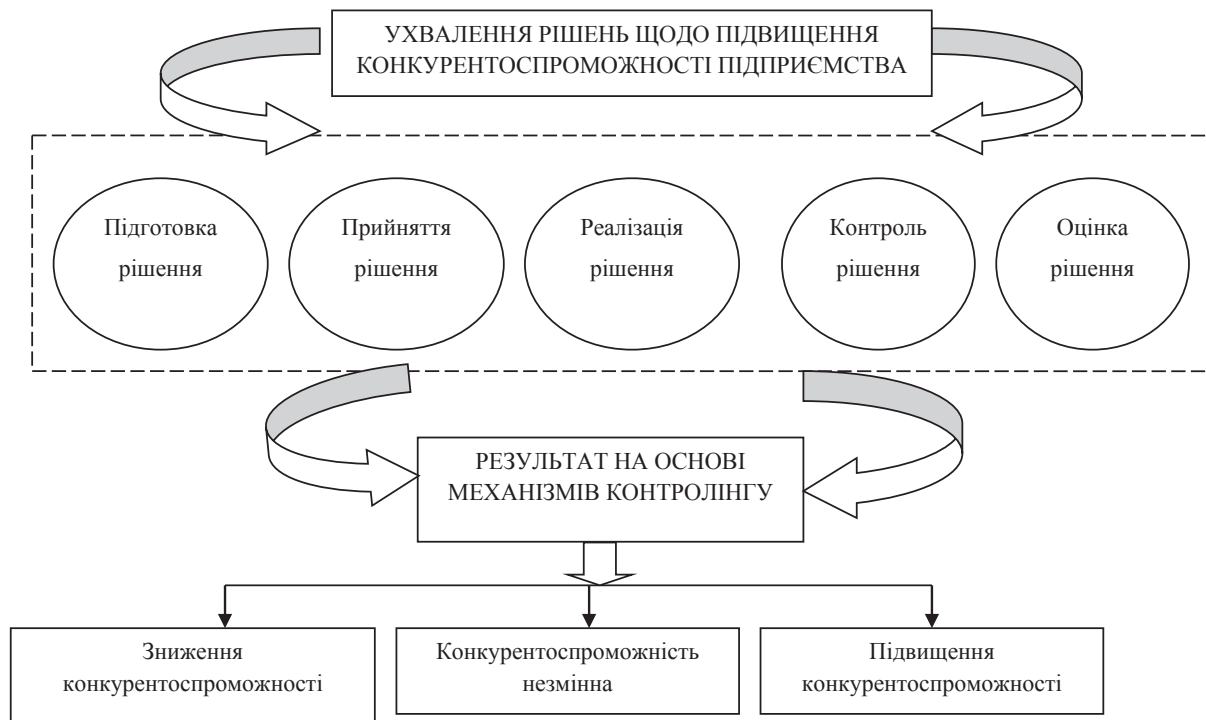 УХВАЛЕННЯ РІШЕНЬ ЩОДО ПІДВИЩЕННЯ
КОНКУРЕНТОСПРОМОЖНОСТІ ПІДПРИЄМСТВА
Підготовка
рішення
Прийняття
рішення
Реалізація
рішення
Контроль
рішення
Оцінка
рішення
РЕЗУЛЬТАТ НА ОСНОВІ
МЕХАНІЗМІВ КОНТРОЛІНГУ
Зниження
конкурентоспроможності
Конкурентоспроможність
незмінна
Підвищення
конкурентоспроможності